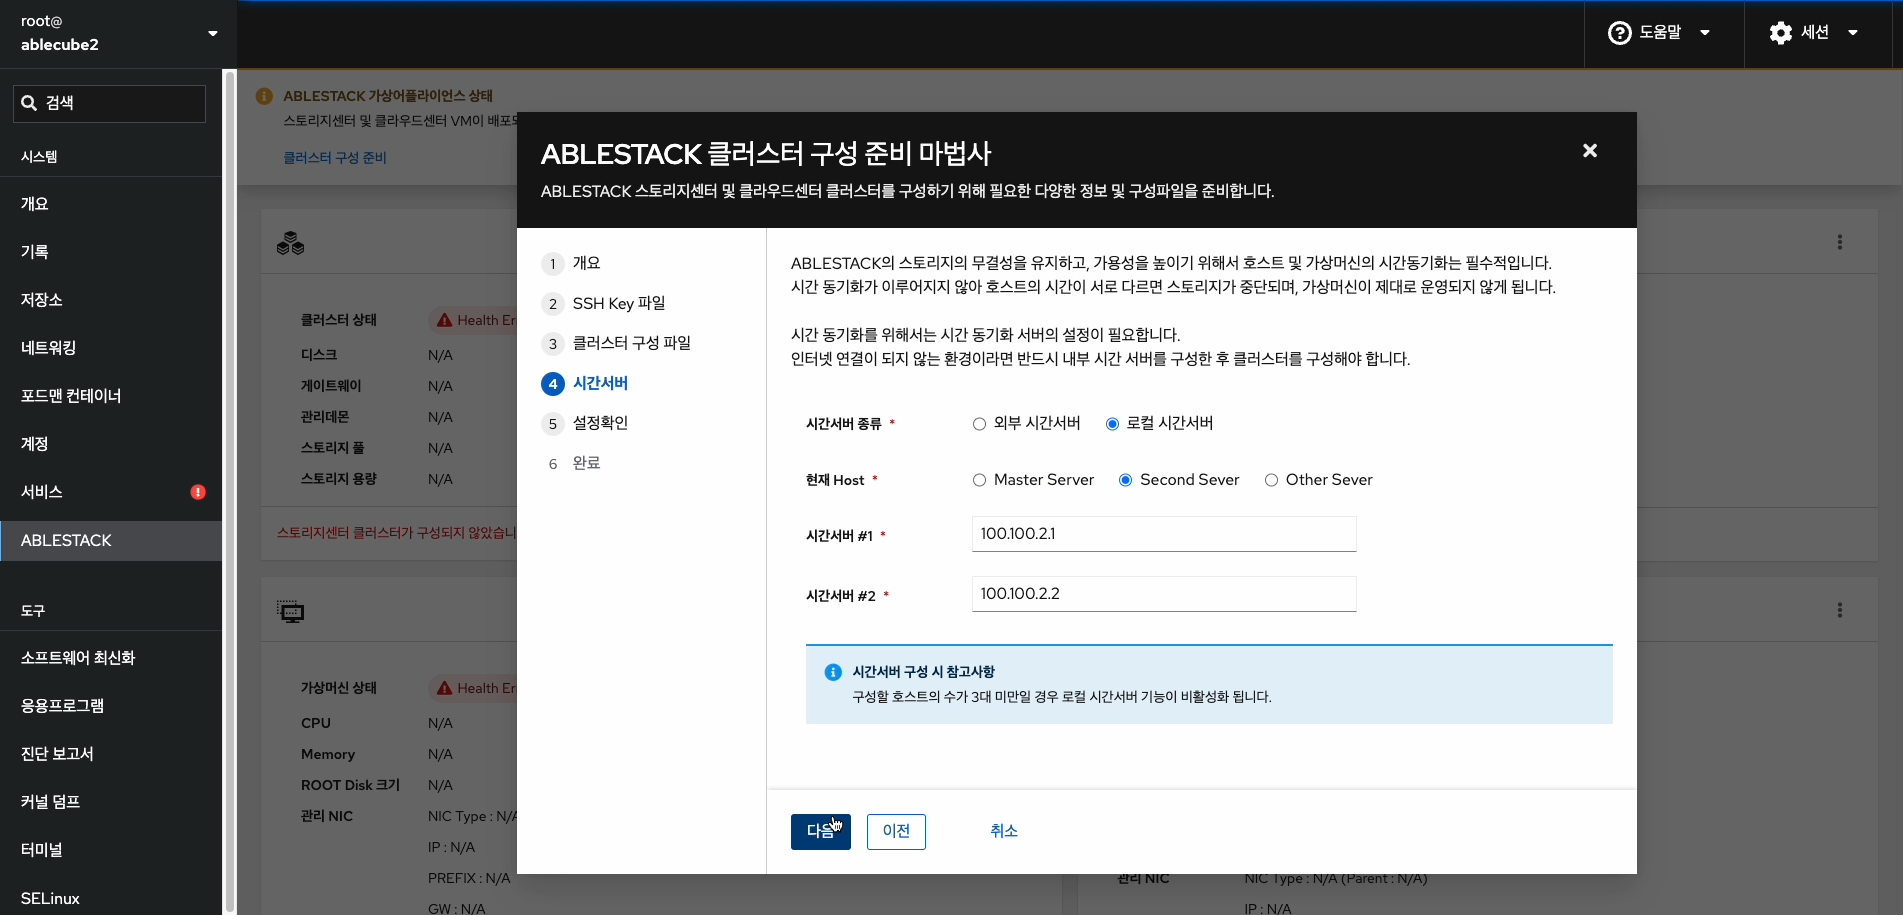 root@
ablecube2
도움말
세션
검색
시스템
개요
기록
저장소
네트워킹
포드맨 컨테이너
계정
서비스
ABLESTACK
도구
소프트웨어 최신화
응용프로그램
진단 보고서
커널 덤프
터미널
SELinux
ABLESTACK 가상어플라이언스 상태
스토리지센터 및 클라우드센터 VM이 배포되
클러스터 구성 준비
클러스터 상태
Health Er
디스크
N/A
게이트웨이
N/A
관리데몬
N/A
스토리지 풀
N/A
스토리지 용량
N/A
스토리지센터 클러스터가 구성되지 않았습니
가상머신 상태
Health Er
CPU
N/A
Memory
N/A
ROOT Disk 크기
N/A
관리 NIC
NIC Type : N/A
IP : N/A
PREFIX : N/A
GW : N/A
관리 NIC
NIC Type : N/A (Parent : N/A)
IP : N/A
ABLESTACK 클러스터 구성 준비 마법사
ABLESTACK 스토리지센터 및 클라우드센터 클러스터를 구성하기 위해 필요한 다양한 정보 및 구성파일을 준비합니다.
1 개요
2 SSH Key 파일
3 클러스터 구성 파일
4 시간서버
5 설정확인
6 완료
ABLESTACK의 스토리지의 무결성을 유지하고, 가용성을 높이기 위해서 호스트 및 가상머신의 시간동기화는 필수적입니다.
시간 동기화가 이루어지지 않아 호스트의 시간이 서로 다르면 스토리지가 중단되며, 가상머신이 제대로 운영되지 않게 됩니다.
시간 동기화를 위해서는 시간 동기화 서버의 설정이 필요합니다.
인터넷 연결이 되지 않는 환경이라면 반드시 내부 시간 서버를 구성한 후 클러스터를 구성해야 합니다.
시간서버 종류 * 외부 시간서버 로컬 시간서버
현재 Host * Master Server Second Sever Other Sever
시간서버 #1 * 100.100.2.1
시간서버 #2 * 100.100.2.2
시간서버 구성 시 참고사항
구성할 호스트의 수가 3대 미만일 경우 로컬 시간서버 기능이 비활성화 됩니다.
다음 이전 취소